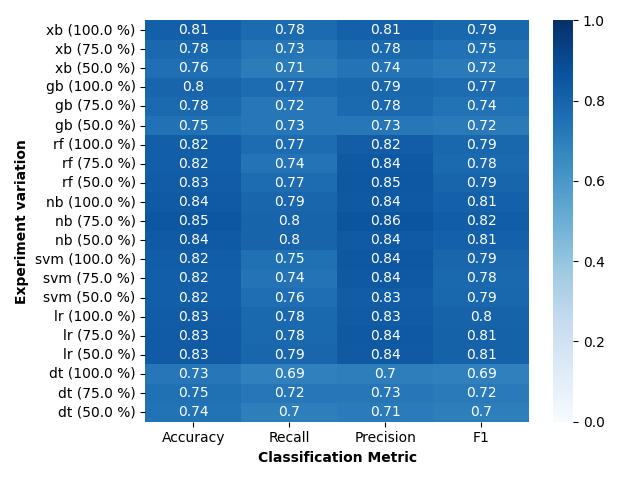 xb (100.0 %) 0.81 0.78 0.81 0.79 1.0
xb (75.0 %) 0.78 0.73 0.78 0.75
xb (50.0 %) 0.76 0.71 0.74 0.72
gb (100.0 %) 0.8 0.77 0.79 0.77
gb (75.0 %) 0.78 0.72 0.78 0.74 0.8
gb (50.0 %) 0.75 0.73 0.73 0.72
rf (100.0 %) 0.82 0.77 0.82 0.79
rf (75.0 %) 0.82 0.74 0.84 0.78
rf (50.0 %) 0.83 0.77 0.85 0.79 0.6
nb (100.0 %) 0.84 0.79 0.84 0.81
nb (75.0 %) 0.85 0.8 0.86 0.82
nb (50.0 %) 0.84 0.8 0.84 0.81
svm (100.0 %) 0.82 0.75 0.84 0.79 0.4
svm (75.0 %) 0.82 0.74 0.84 0.78
svm (50.0 %) 0.82 0.76 0.83 0.79
lr (100.0 %) 0.83 0.78 0.83 0.8
lr (75.0 %) 0.83 0.78 0.84 0.81 0.2
lr (50.0 %) 0.83 0.79 0.84 0.81
dt (100.0 %) 0.73 0.69 0.7 0.69
dt (75.0 %) 0.75 0.72 0.73 0.72
dt (50.0 %) 0.74 0.7 0.71 0.7 0.0
Experiment variation
Accuracy Recall Precision F1
Classification Metric